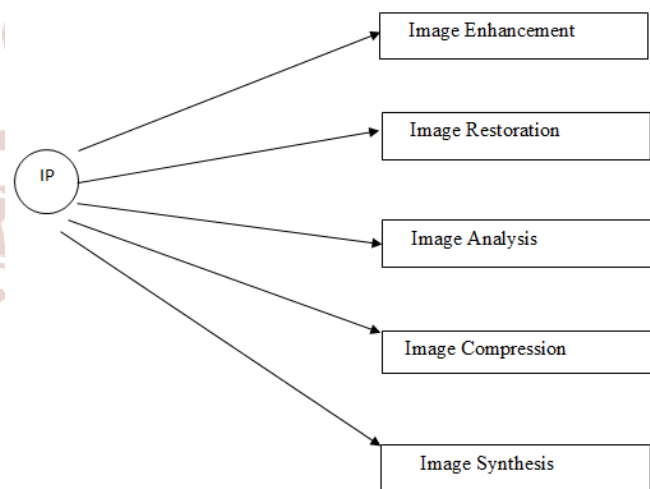 Image Enhancement
Image Restoration
IP
Image Analysis
Image Compression
Image Synthesis